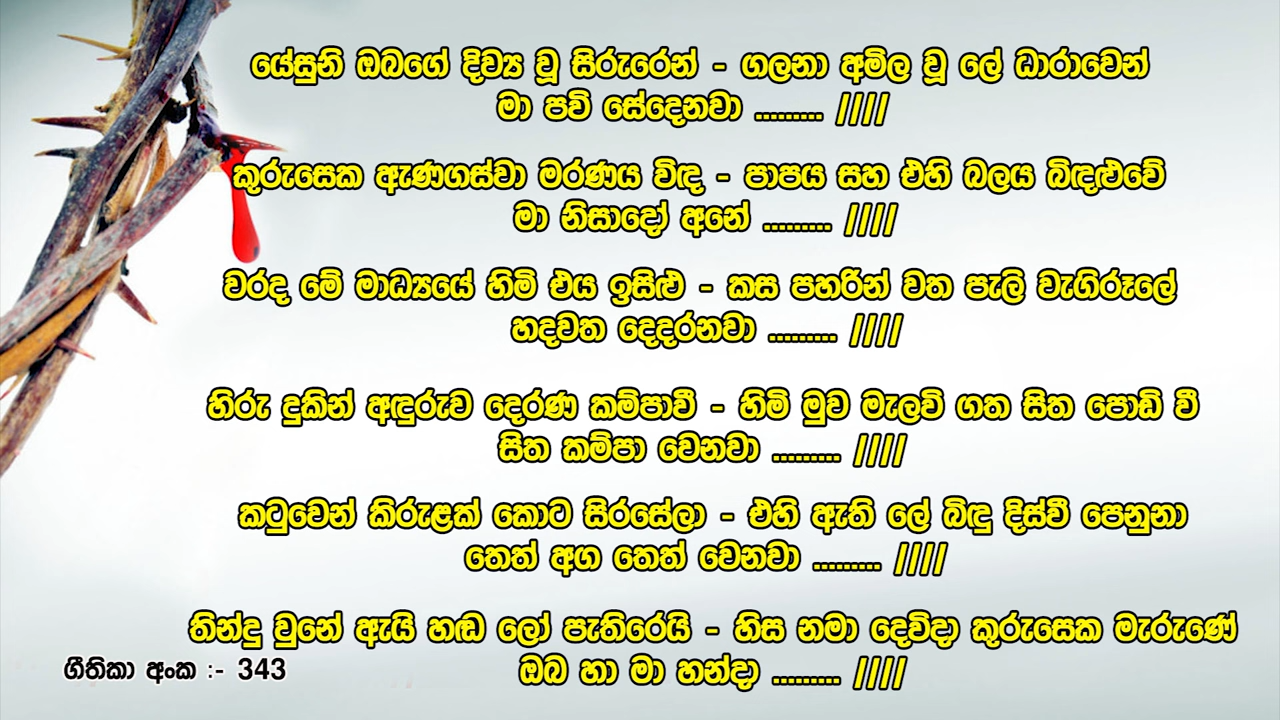 යේසුනි ඔබගේ දිව්‍ය වූ සිරුරෙන් - ගලනා අමිල වූ ලේ ධාරාවෙන්
මා පව් සේදෙනවා ......... ////
කුරුසෙක ඇණගස්වා මරණය විඳ - පාපය සහ එහි බලය බිඳළුවේ
මා නිසාදෝ අනේ ......... ////
වරද මේ මාධ්‍යයේ හිමි එය ඉසිළු - කස පහරින් වත පැලි වැගිරූලේ
හදවත දෙදරනවා ......... ////
හිරු දුකින් අඳුරුව දෙරණ කම්පාවී - හිමි මුව මැලවි ගත සිත පොඩි වී
සිත කම්පා වෙනවා ......... ////
කටුවෙන් කිරුළක් කොට සිරසේලා - එහි ඇති ලේ බිඳු දිස්වී පෙනුනා
තෙත් අග තෙත් වෙනවා ......... ////
තින්දු වුනේ ඇයි හඬ ලෝ පැතිරෙයි - හිස නමා දෙවිදා කුරුසෙක මැරුණේ
ඔබ හා මා හන්දා ......... ////
ගීතිකා අංක :- 343